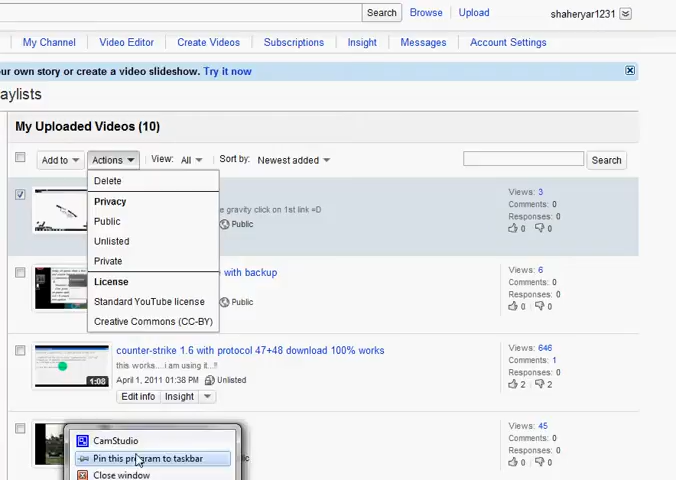 Search Browse Upload shaheryar1231
My Channel Video Editor Create Videos Subscriptions Insight Messages Account Settings
ur own story or create a video slideshow. Try it now
aylists
My Uploaded Videos (10)
Add to Actions View: All Sort by: Newest added Search
Delete
Privacy
Public
Unlisted
Private
License
Standard YouTube license
Creative Commons (CC-BY)
e gravity click on 1st link =D
Public
Views: 3
Comments: 0
Responses: 0
0 0
with backup
Public
Views: 6
Comments: 0
Responses: 0
0 0
1:08
counter-strike 1.6 with protocol 47+48 download 100% works
this works....i am using it...!!
April 1, 2011 01:38 PM Unlisted
Edit info Insight
Views: 646
Comments: 1
Responses: 0
2 2
CamStudio
Pin this program to taskbar
Close window
blic
Views: 45
Comments: 0
Responses: 0
0 0